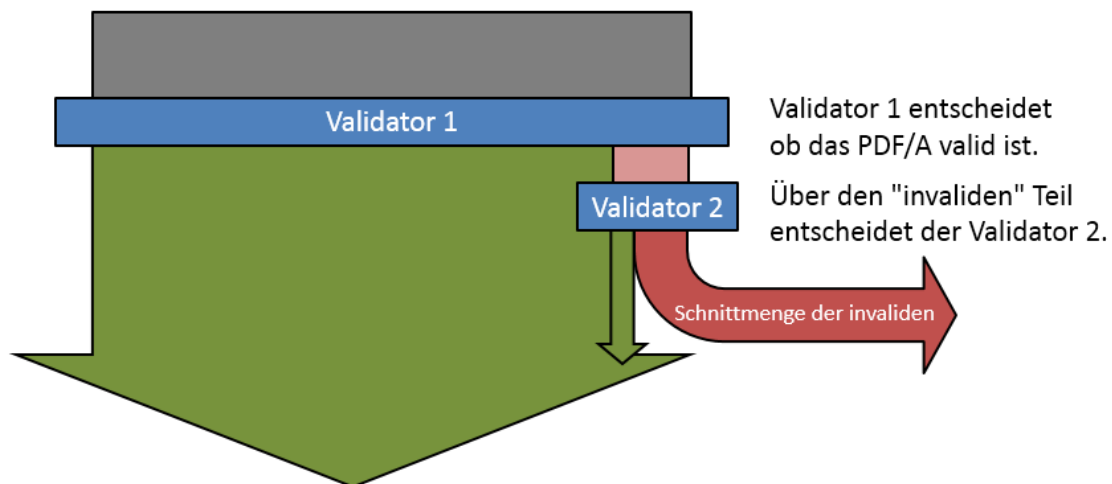 Validator 1
Validator 1 entscheidet
ob das PDF/A valid ist.
Validator 2
Über den "invaliden" Teil
entscheidet der Validator 2.
Schnittmenge der invaliden